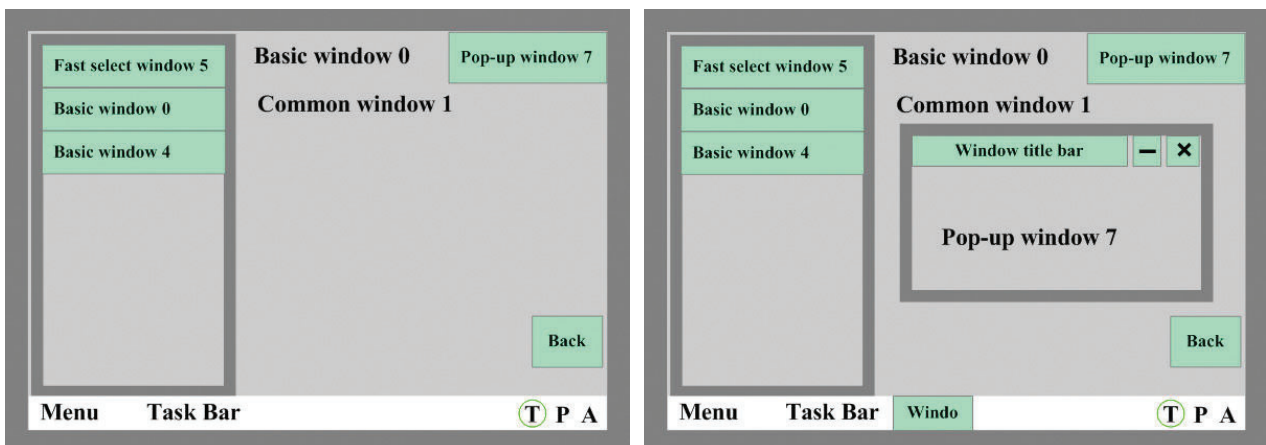 Fast select window 5
Basic window 0
Basic window 4
Basic window 0
Pop-up window 7
Common window 1
Back
Menu Task Bar T P A
Fast select window 5
Basic window 0
Basic window 4
Basic window 0
Pop-up window 7
Common window 1
Window title bar
Pop-up window 7
Back
Menu Task Bar Windo T P A